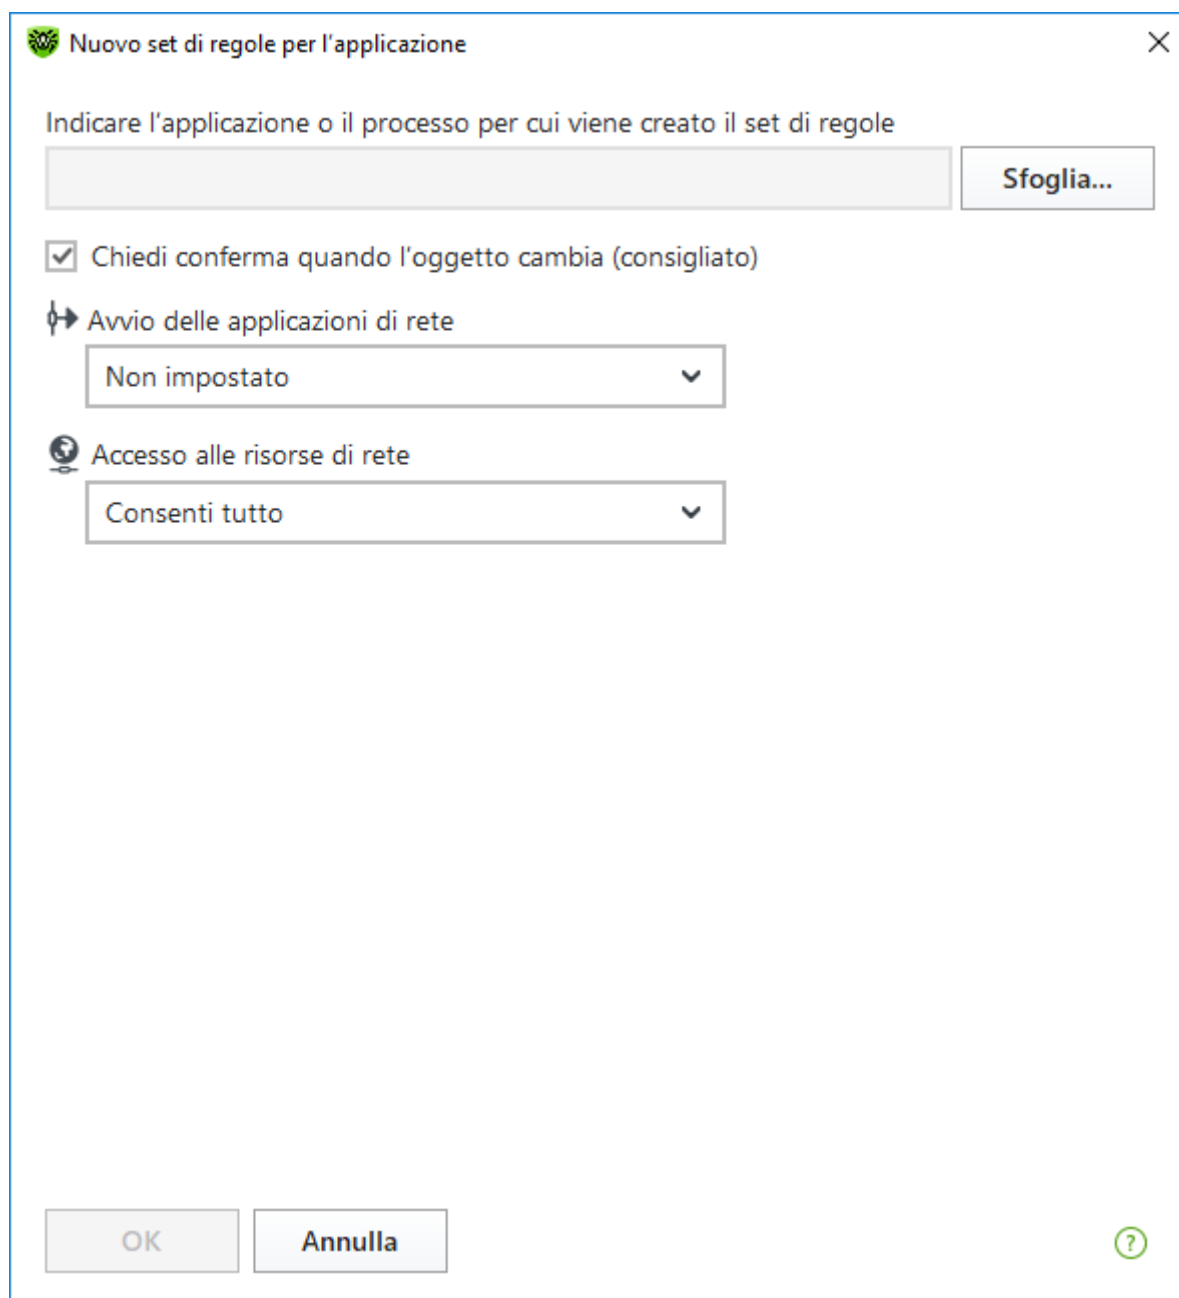 Nuovo set di regole per l'applicazione
Indicare l'applicazione o il processo per cui viene creato il set di regole
Sfoglia...
Chiedi conferma quando l'oggetto cambia (consigliato)
Avvio delle applicazioni di rete
Non impostato
Accesso alle risorse di rete
Consenti tutto
OK
Annulla
?